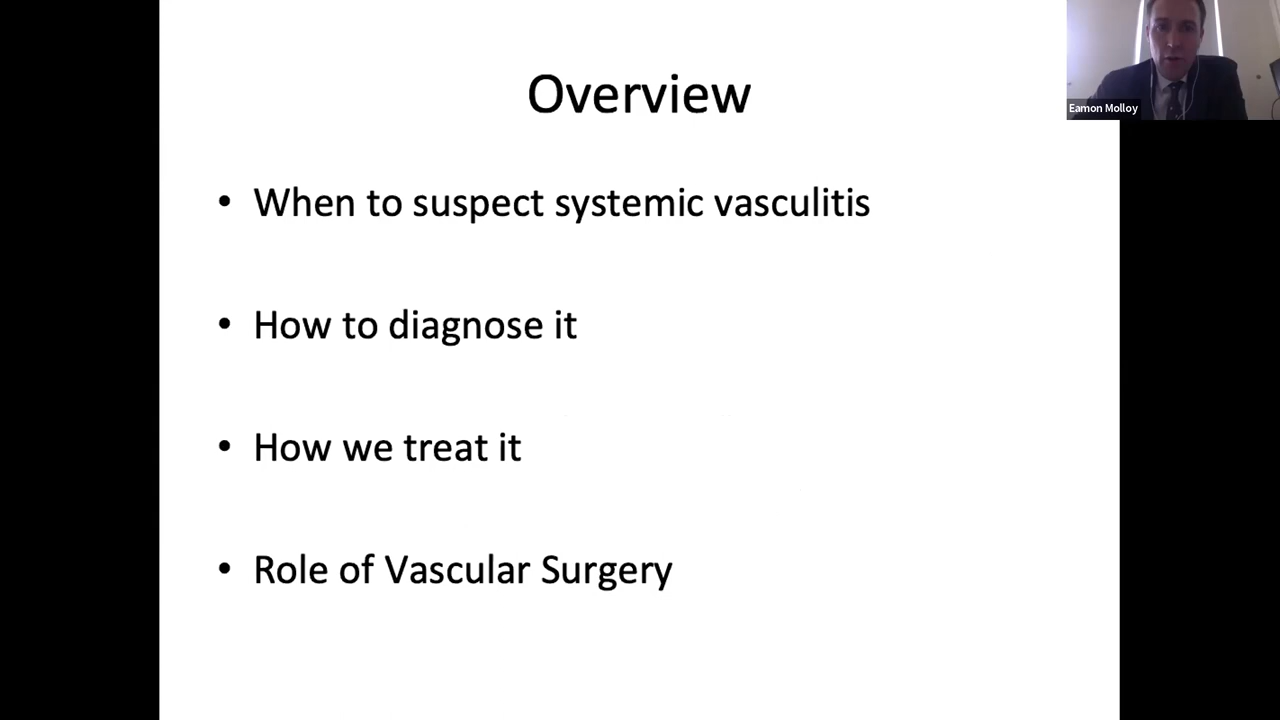 Overview
Eamon Molloy
• When to suspect systemic vasculitis
• How to diagnose it
• How we treat it
• Role of Vascular Surgery